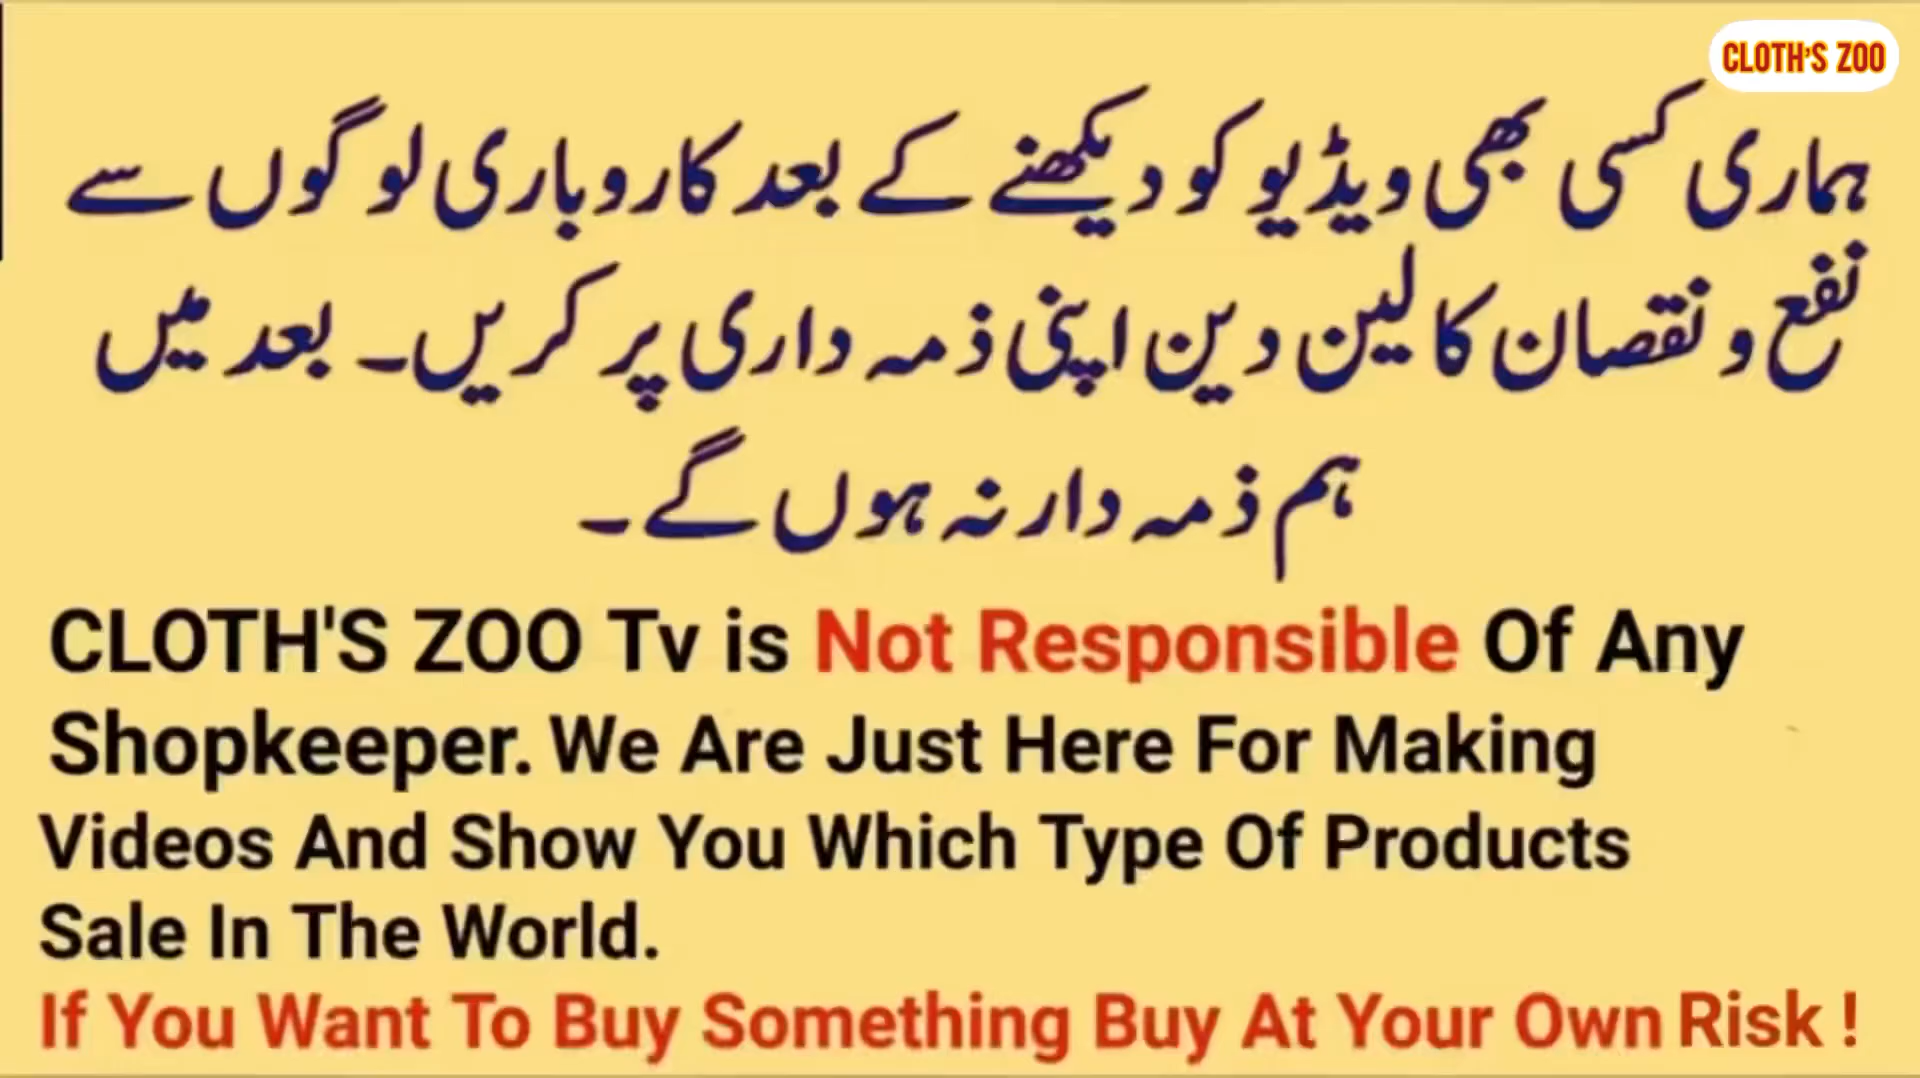 CLOTH'S ZOO
ہماری کسی بھی ویڈیو کو دیکھنے کے بعد کاروباری لوگوں سے
نفع و نقصان کا لین دین اپنی ذمہ داری پر کریں۔ بعد میں
ہم ذمہ دار نہ ہوں گے۔
CLOTH'S ZOO Tv is Not Responsible Of Any
Shopkeeper. We Are Just Here For Making
Videos And Show You Which Type Of Products
Sale In The World.
If You Want To Buy Something Buy At Your Own Risk !